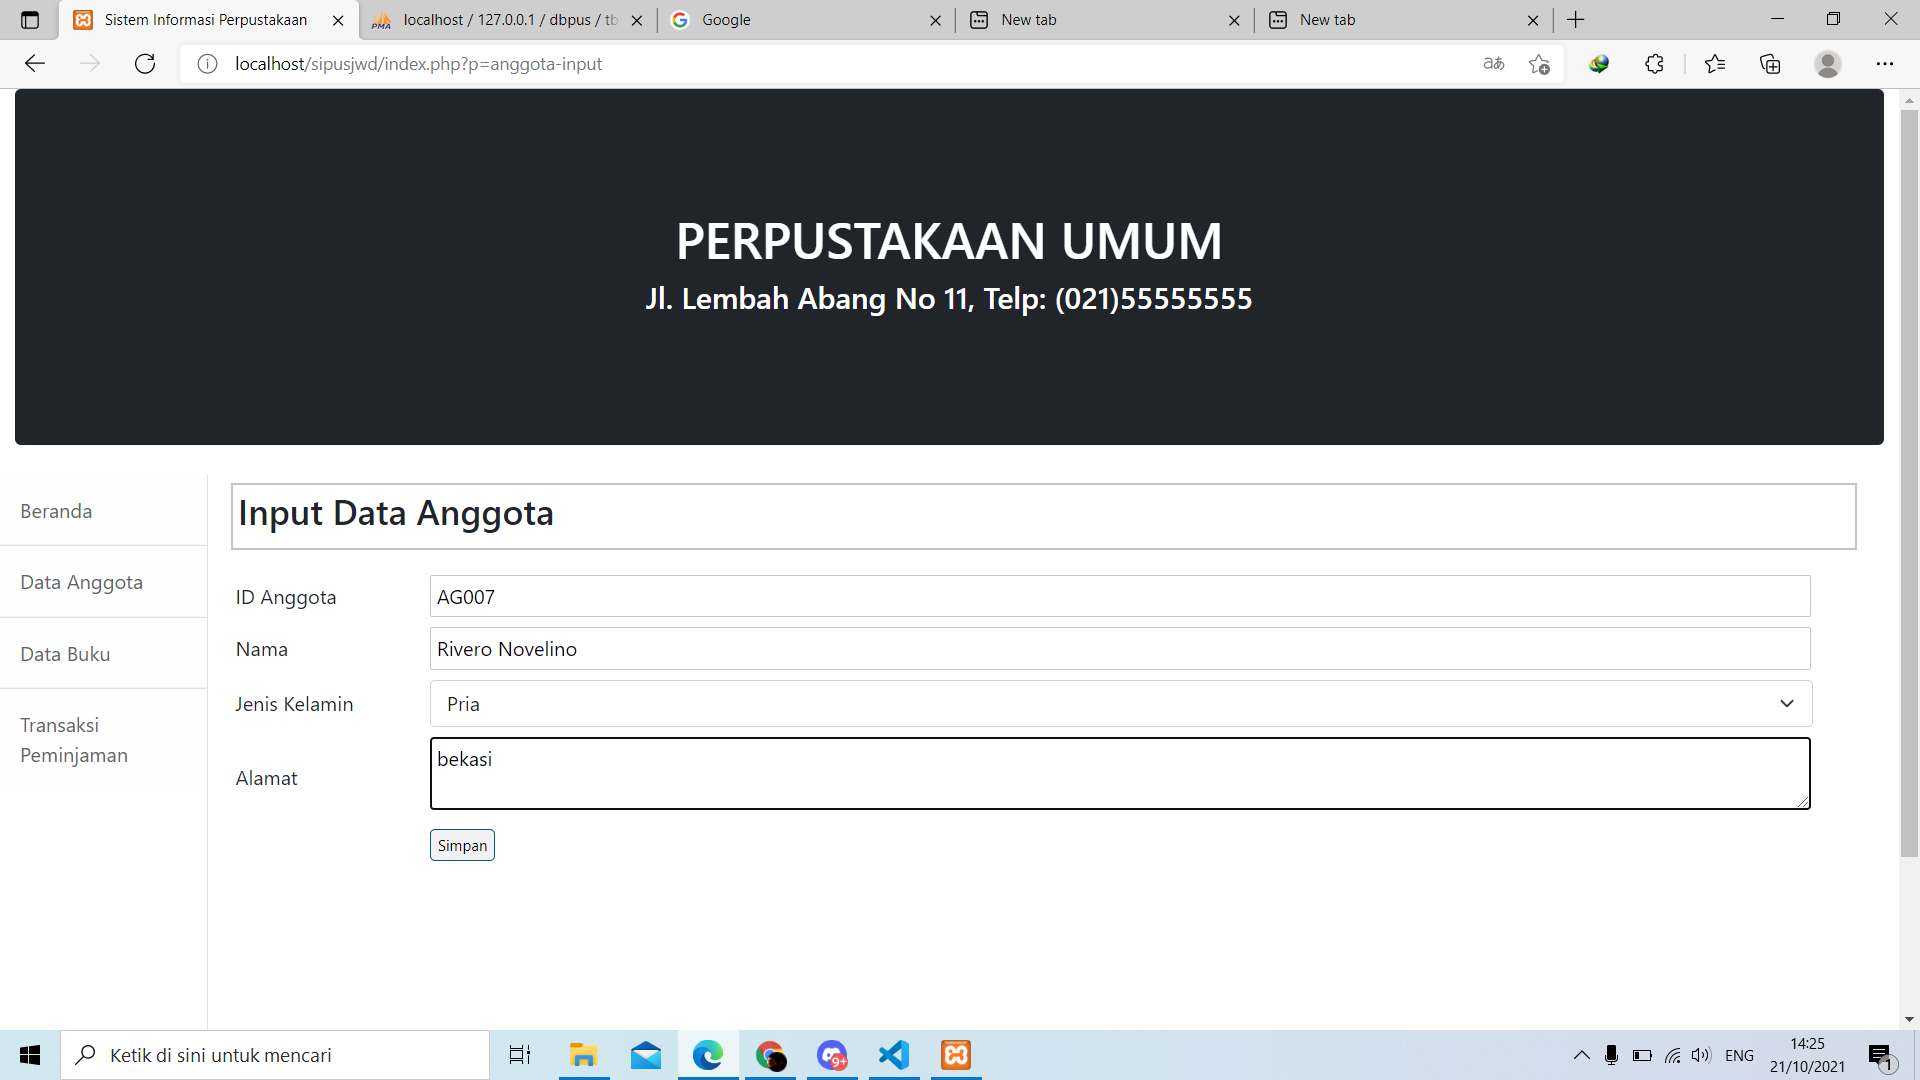 Sistem Informasi Perpustakaan
localhost / 127.0.0.1 / dbpus / tb
Google
New tab
New tab
localhost/sipusjwd/index.php?p=anggota-input
PERPUSTAKAAN UMUM
Jl. Lembah Abang No 11, Telp: (021)55555555
Beranda
Data Anggota
Data Buku
Transaksi
Peminjaman
Input Data Anggota
ID Anggota
AG007
Nama
Rivero Novelino
Jenis Kelamin
Pria
Alamat
bekasi
Simpan
Ketik di sini untuk mencari
9+
ENG
14:25
21/10/2021
1